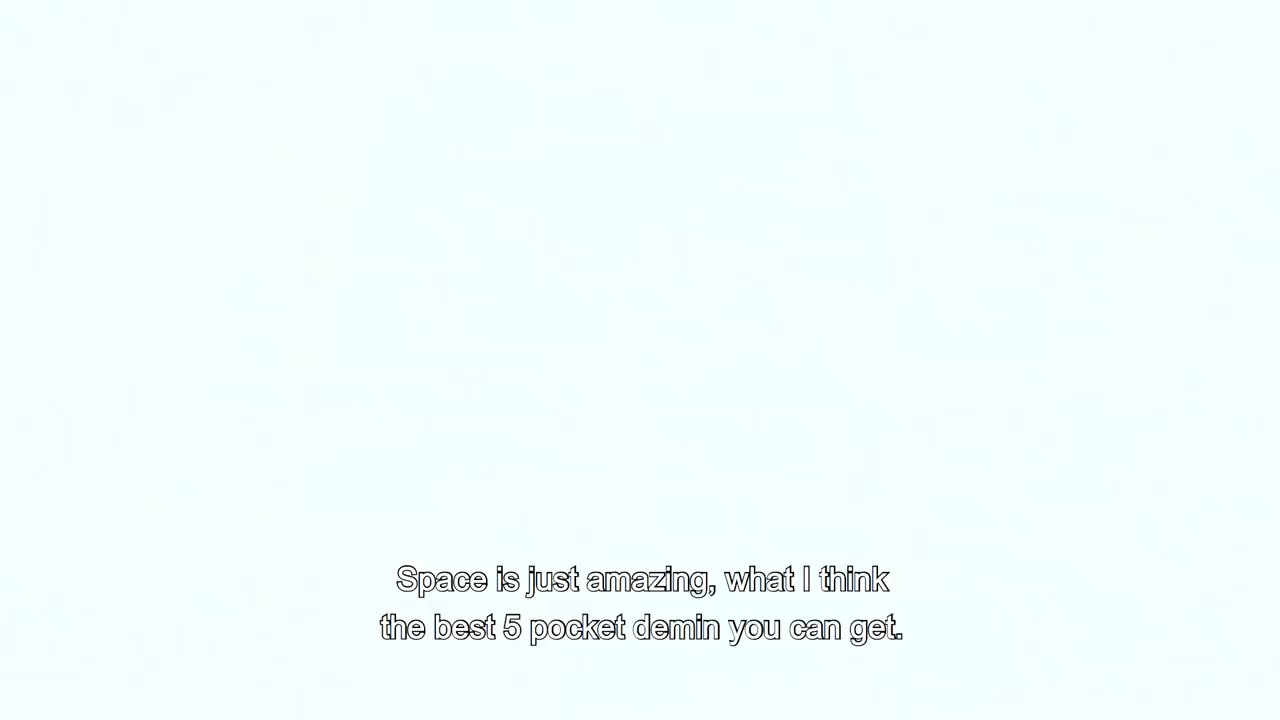 Space is just amazing, what I think
the best 5 pocket demin you can get.